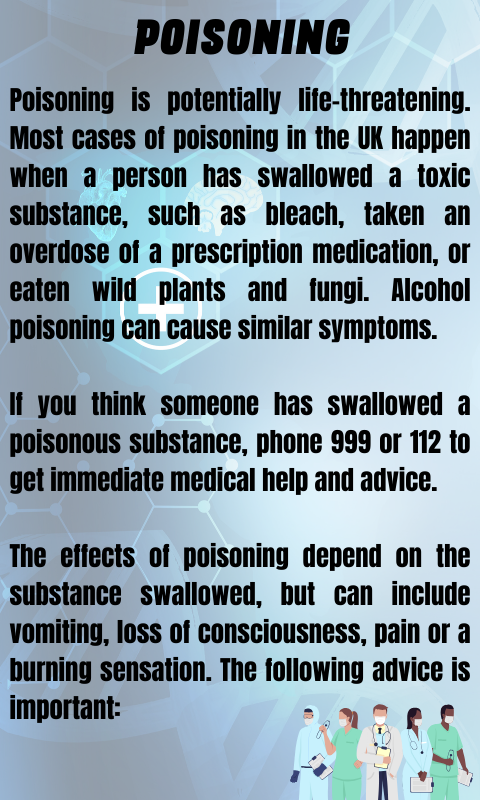 POISONING
Poisoning is potentially life-threatening.
Most cases of poisoning in the UK happen
when a person has swallowed a toxic
substance, such as bleach, taken an
overdose of a prescription medication, or
eaten wild plants and fungi. Alcohol
poisoning can cause similar symptoms.
If you think someone has swallowed a
poisonous substance, phone 999 or 112 to
get immediate medical help and advice.
The effects of poisoning depend on the
substance swallowed, but can include
vomiting, loss of consciousness, pain or a
burning sensation. The following advice is
important: